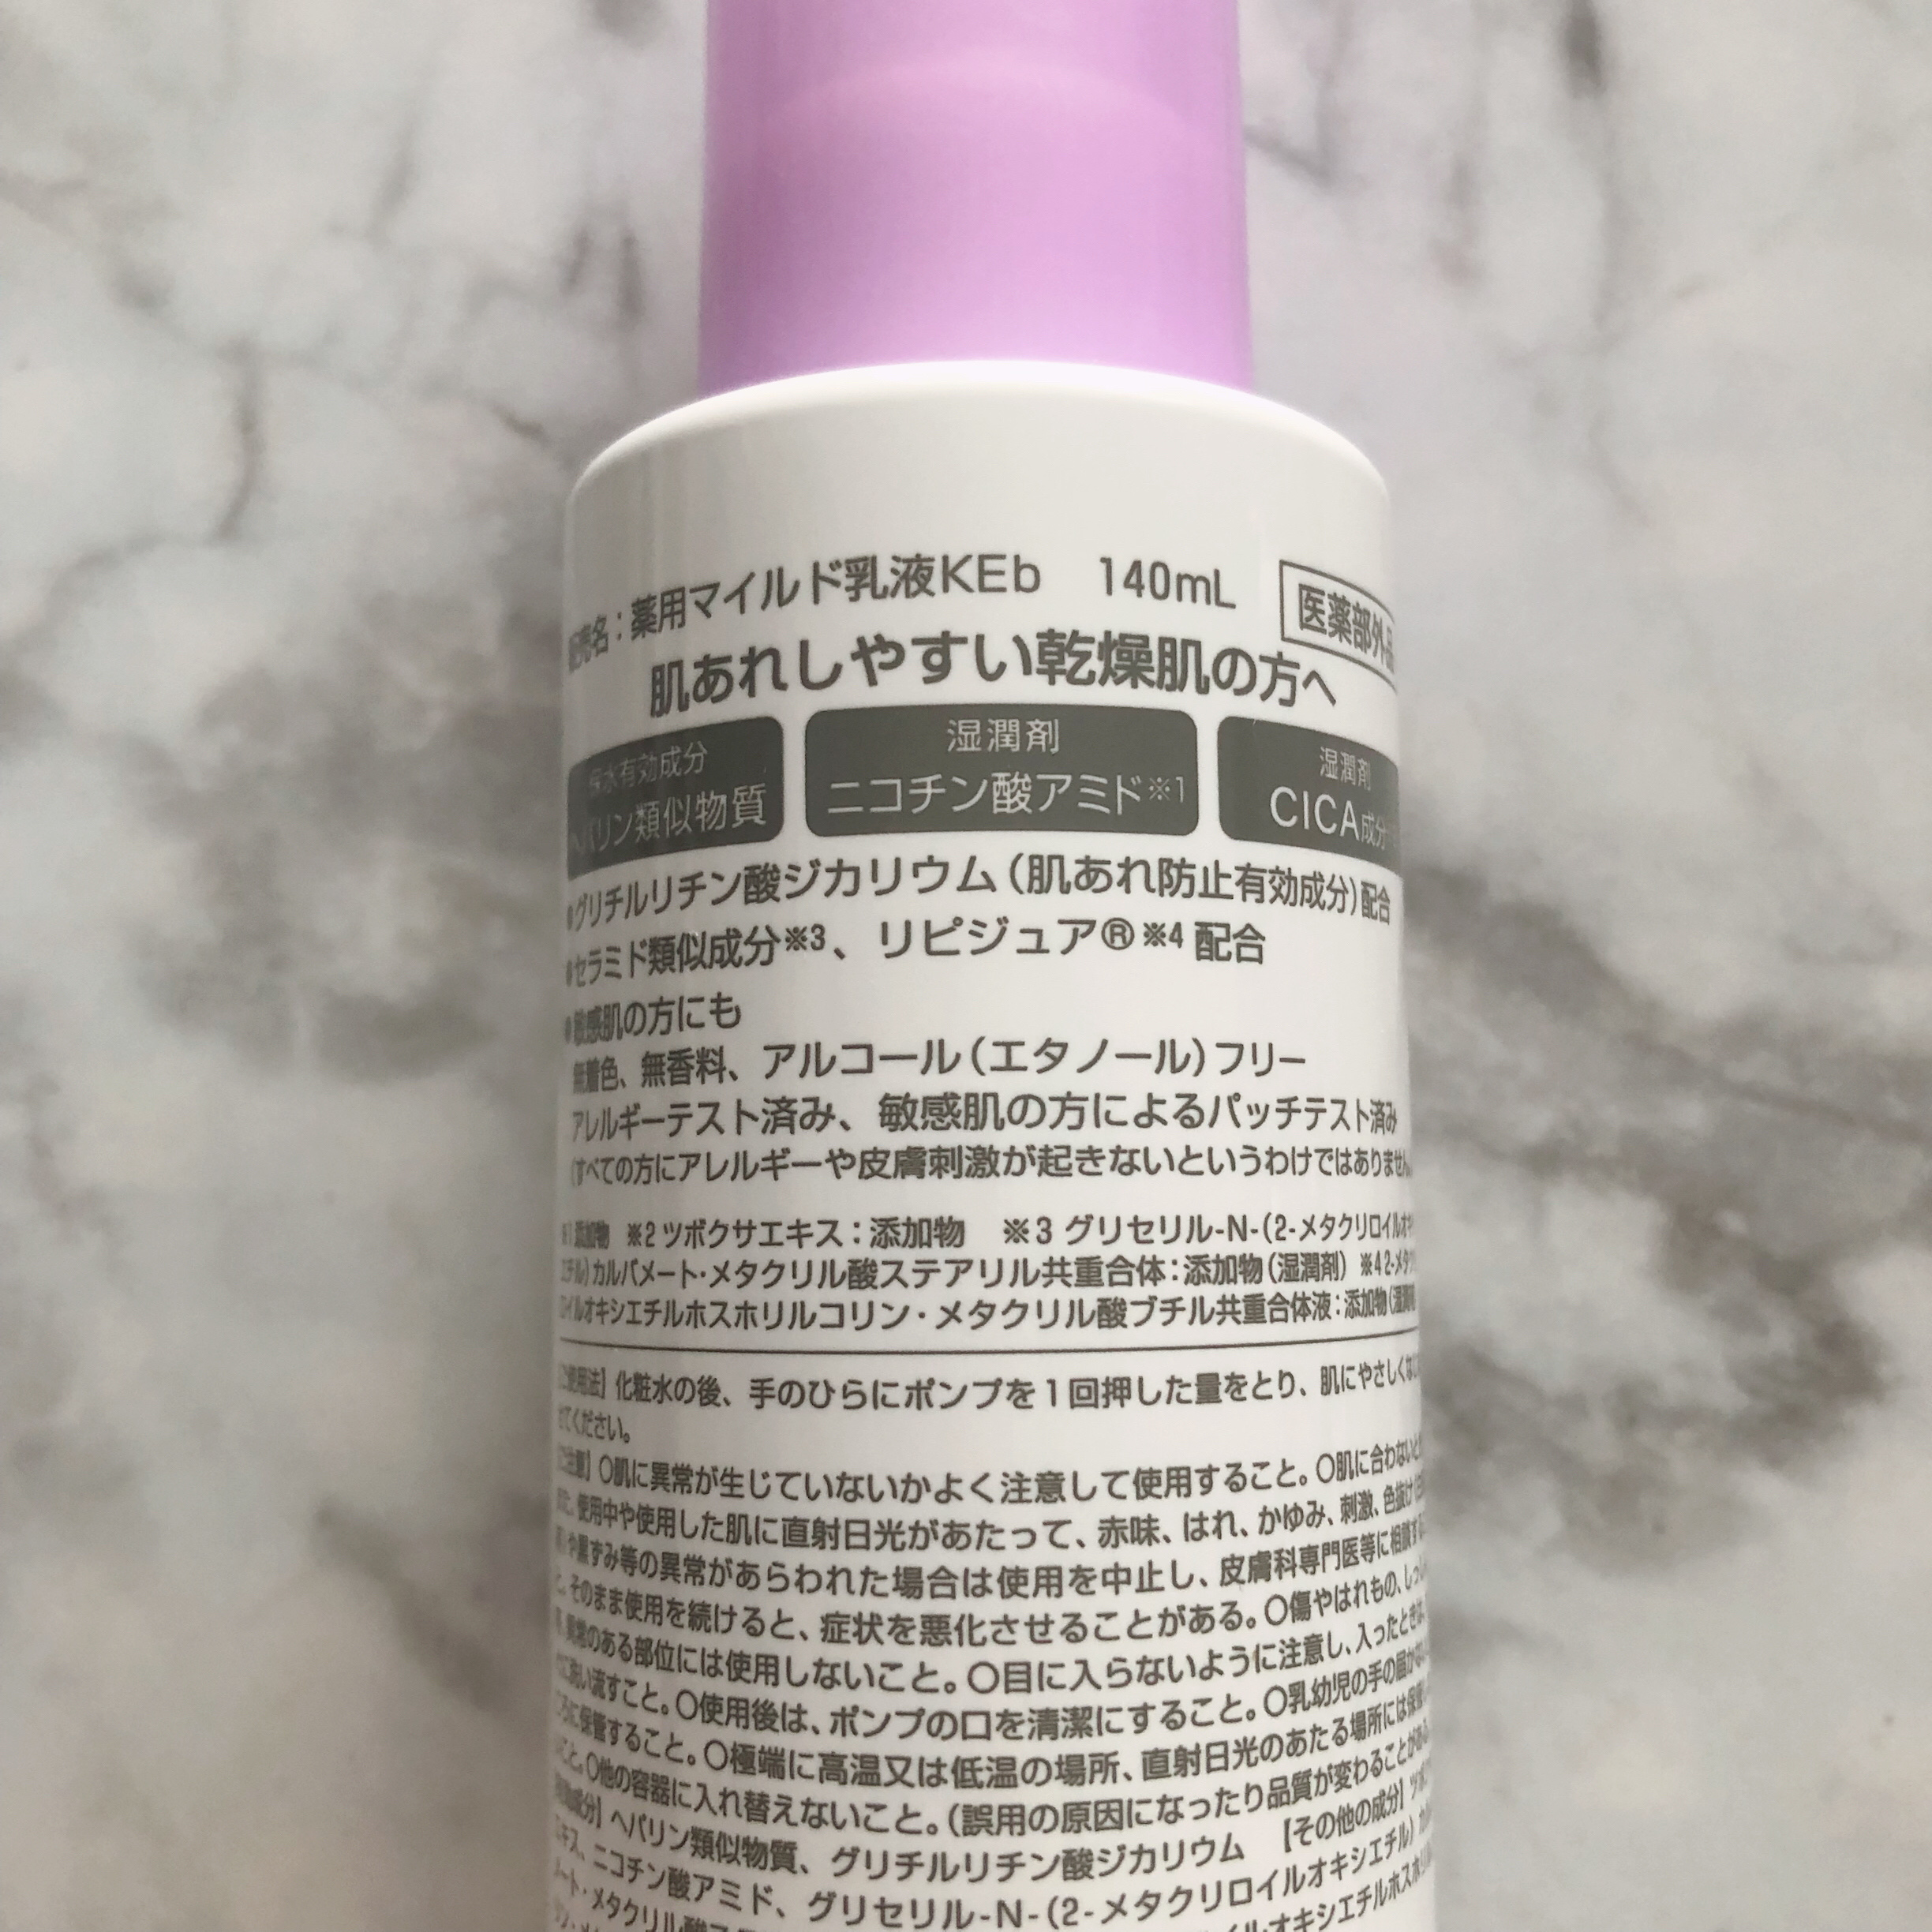 販売名：薬用マイルド乳液KEb 140mL
医薬部外品
肌あれしやすい乾燥肌の方へ
保水有効成分
ヘパリン類似物質
湿潤剤
ニコチン酸アミド※1
湿潤剤
CICA成分
●グリチルリチン酸ジカリウム（肌あれ防止有効成分）配合
●セラミド類似成分※3、リピジュア®※4配合
●敏感肌の方にも
無着色、無香料、アルコール（エタノール）フリー
アレルギーテスト済み、敏感肌の方によるパッチテスト済み
（すべての方にアレルギーや皮膚刺激が起きないというわけではありません。
※1 添加物 ※2 ツボクサエキス：添加物 ※3 グリセリル-N-（2-メタクリロイルオキ
エチル）カルバメート・メタクリル酸ステアリル共重合体：添加物（湿潤剤） ※4 2-メタ
ロイルオキシエチルホスホリルコリン・メタクリル酸ブチル共重合体液：添加物（湿潤剤
ご使用法】化粧水の後、手のひらにポンプを1回押した量をとり、肌にやさしくなじ
せてください。
ご注意】〇肌に異常が生じていないかよく注意して使用すること。〇肌に合わない
使用中や使用した肌に直射日光があたって、赤味、はれ、かゆみ、刺激、色抜け
や黒ずみ等の異常があらわれた場合は使用を中止し、皮膚科専門医等に相談する
そのまま使用を続けると、症状を悪化させることがある。〇傷やはれもの、しっ
異常のある部位には使用しないこと。〇目に入らないように注意し、入ったときは、
に洗い流すこと。〇使用後は、ポンプの口を清潔にすること。〇乳幼児の手の届かな
ろに保管すること。〇極端に高温又は低温の場所、直射日光のあたる場所には保管
こと。〇他の容器に入れ替えないこと。（誤用の原因になったり品質が変わることがある
有効成分】ヘパリン類似物質、グリチルリチン酸ジカリウム 【その他の成分】ツボ
エキス、ニコチン酸アミド、グリセリル-N-（2-メタクリロイルオキシエチル）カル
メート・メタクリル酸 イルオキシエチルホスホリ